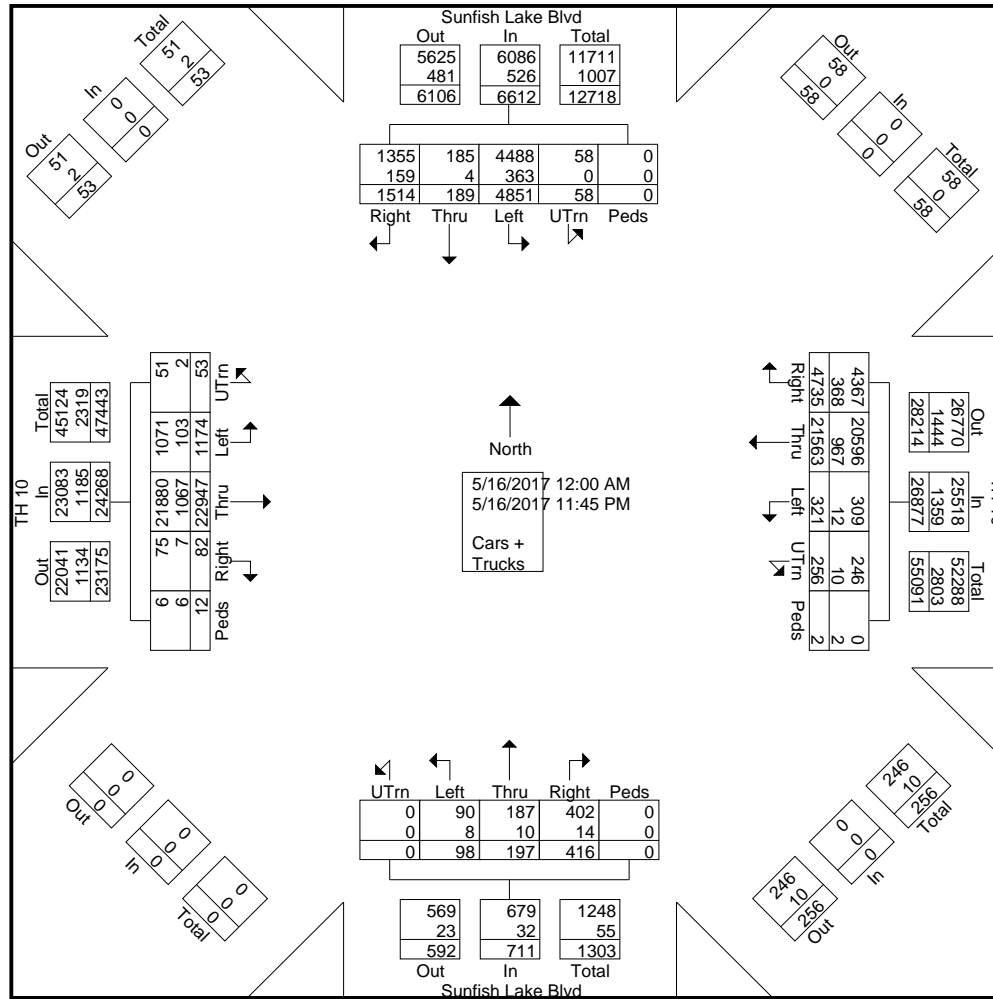 Sunfish Lake Blvd
Out In Total
5625 6086 11711
481 526 1007
6106 6612 12718
1355 185 4488 58 0
159 4 363 0 0
1514 189 4851 58 0
Right Thru Left UTrn Peds
Total
51
2
53
In
0
0
0
Out
51
2
53
Out
58
0
58
In
0
0
0
Total
58
0
58
TH 10
Total
45124
2319
47443
In
23083
1185
24268
Out
22041
1134
23175
51 2 53
UTrn
1071 103 1174
Left
21880 1067 22947
Thru
75 7 82
Right
6 6 12
Peds
North
5/16/2017 12:00 AM
5/16/2017 11:45 PM
Cars +
Trucks
Right
4367
368
4735
Thru
20596
967
21563
Left
309
12
321
UTrn
246
10
256
Peds
0
2
2
Out
26770
1444
28214
In
25518
1359
26877
Total
52288
2803
55091
UTrn Left Thru Right Peds
0 90 187 402 0
0 8 10 14 0
0 98 197 416 0
569 679 1248
23 32 55
592 711 1303
Out In Total
Sunfish Lake Blvd
0
0
0
Out
0
0
0
In
0
0
0
Total
246
10
256
Total
0
0
0
In
246
10
256
Out